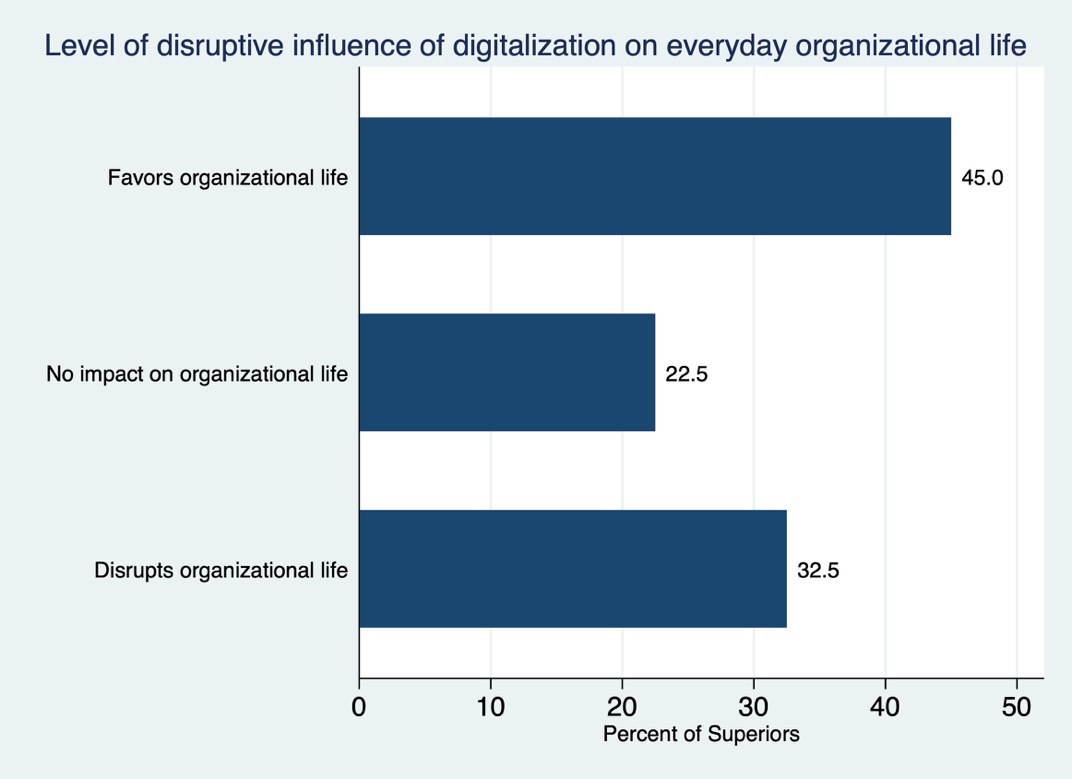 Level of disruptive influence of digitalization on everyday organizational life
Favors organizational life
45.0
No impact on organizational life
22.5
Disrupts organizational life
32.5
0 10 20 30 40 50
Percent of Superiors